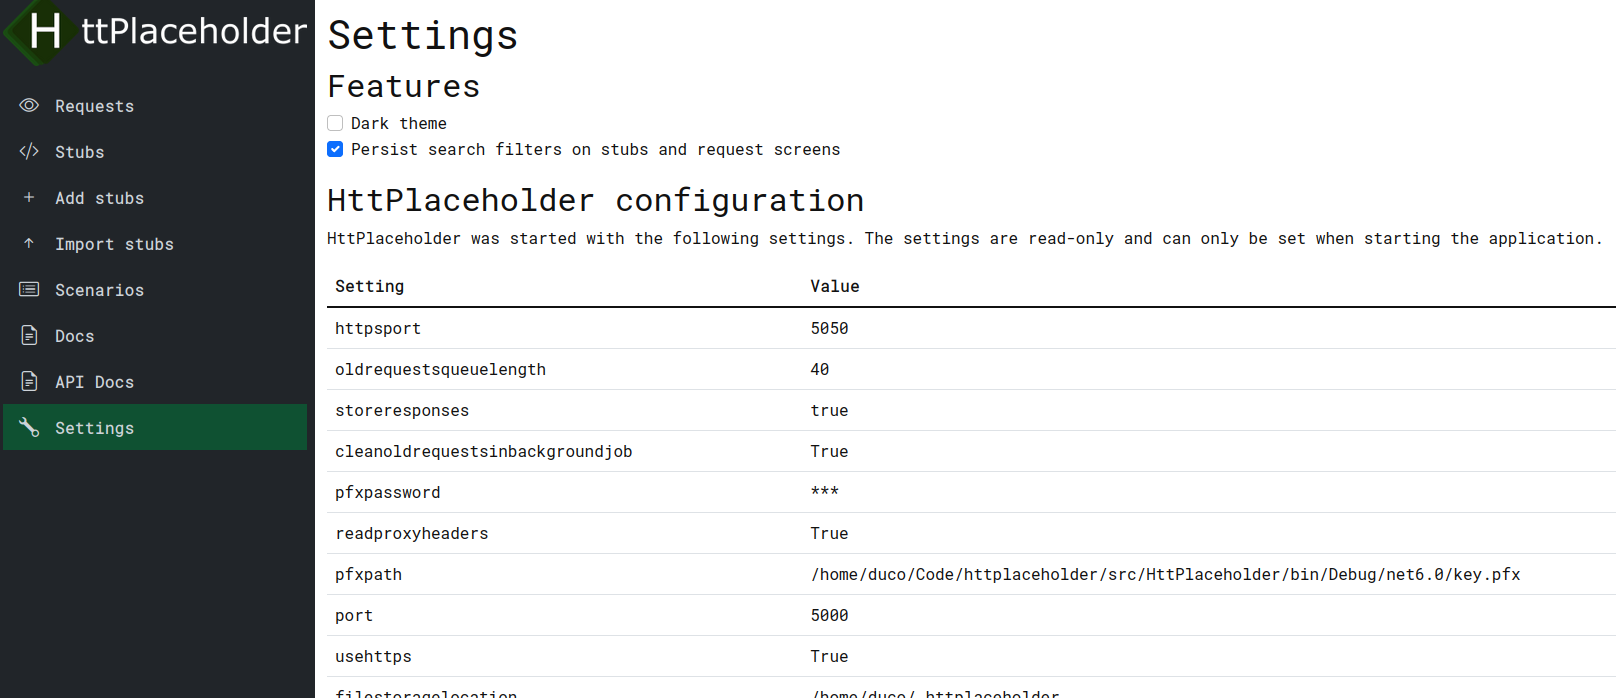 HttPlaceholder
Requests
Stubs
Add stubs
Import stubs
Scenarios
Docs
API Docs
Settings
Settings
Features
Dark theme
Persist search filters on stubs and request screens
HttPlaceholder configuration
HttPlaceholder was started with the following settings. The settings are read-only and can only be set when starting the application.
Setting Value
httpsport 5050
oldrequestsqueuelength 40
storeresponses true
cleanoldrequestsinbackgroundjob True
pfxpassword ***
readproxyheaders True
pfxpath /home/duco/Code/httplaceholder/src/HttPlaceholder/bin/Debug/net6.0/key.pfx
port 5000
usehttps True
filestoragelocation /home/duco/.httplaceholder